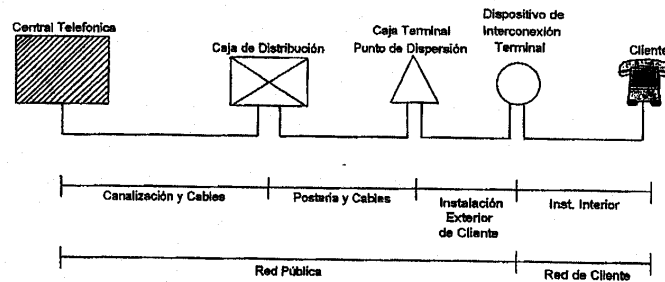 Central Telefonica
Caja de Distribución
Caja Terminal
Punto de Dispersión
Dispositivo de
Interconexión
Terminal
Cliente
Canalización y Cables
Postería y Cables
Instalación
Exterior
de Cliente
Inst. Interior
Red Pública
Red de Cliente